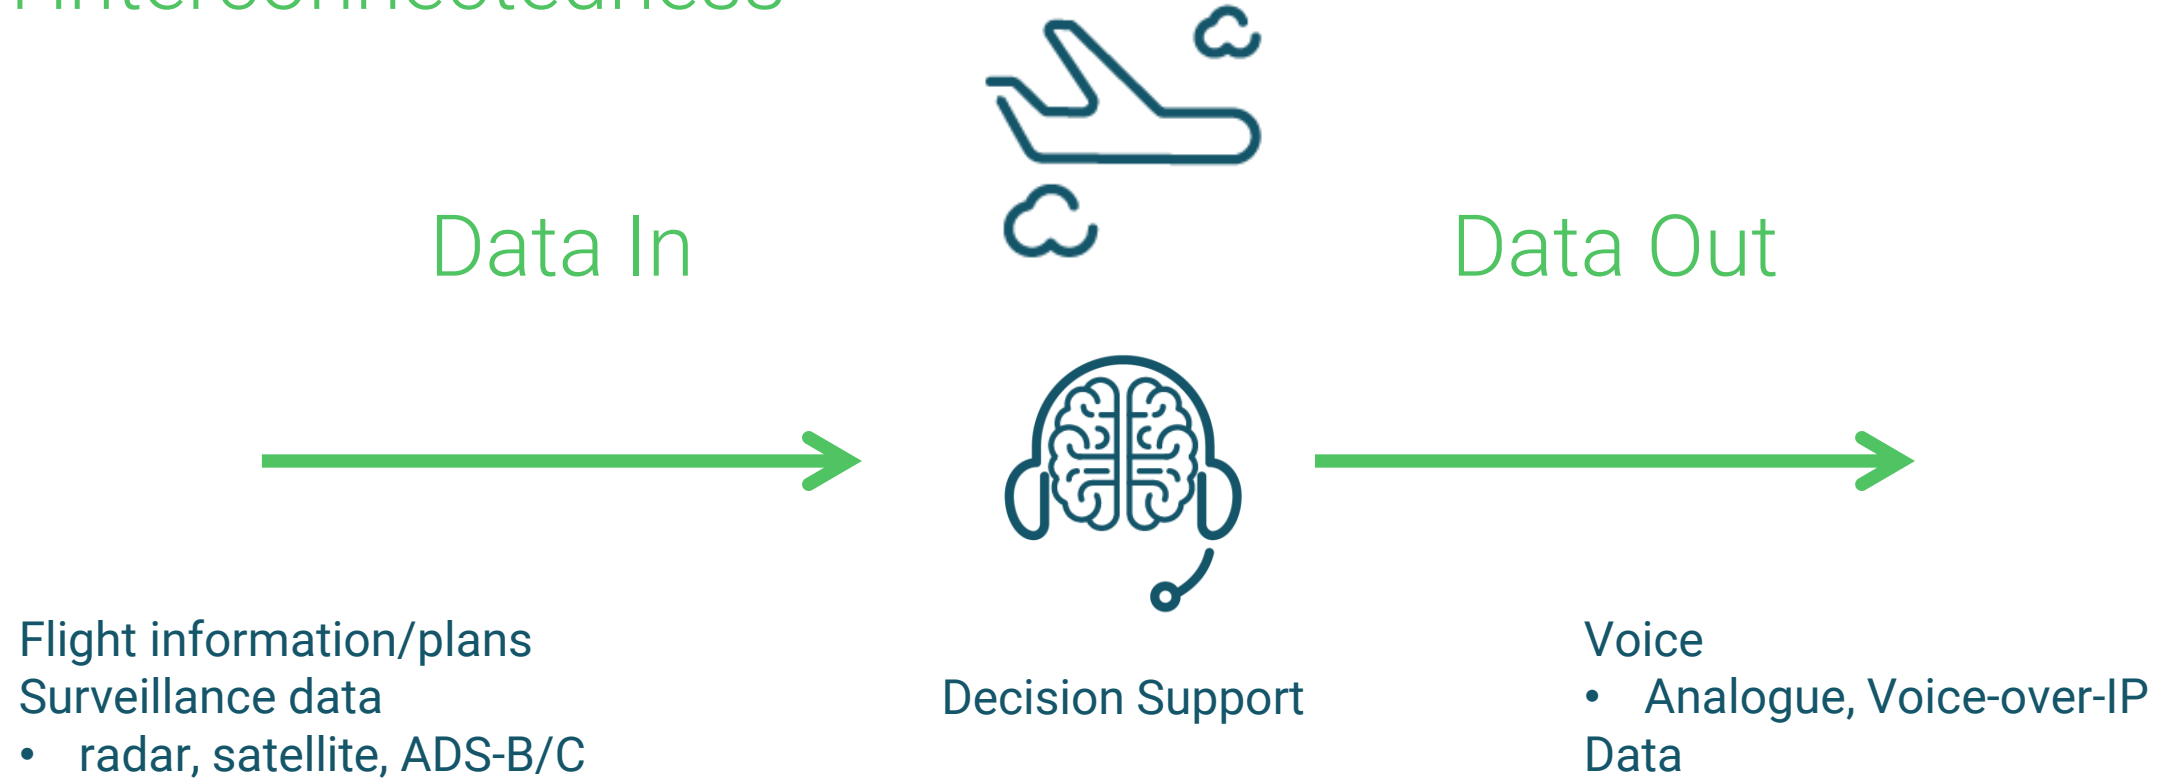 Interconnectedness
Data In
Data Out
Flight information/plans
Surveillance data
• radar, satellite, ADS-B/C
Decision Support
Voice
• Analogue, Voice-over-IP
Data